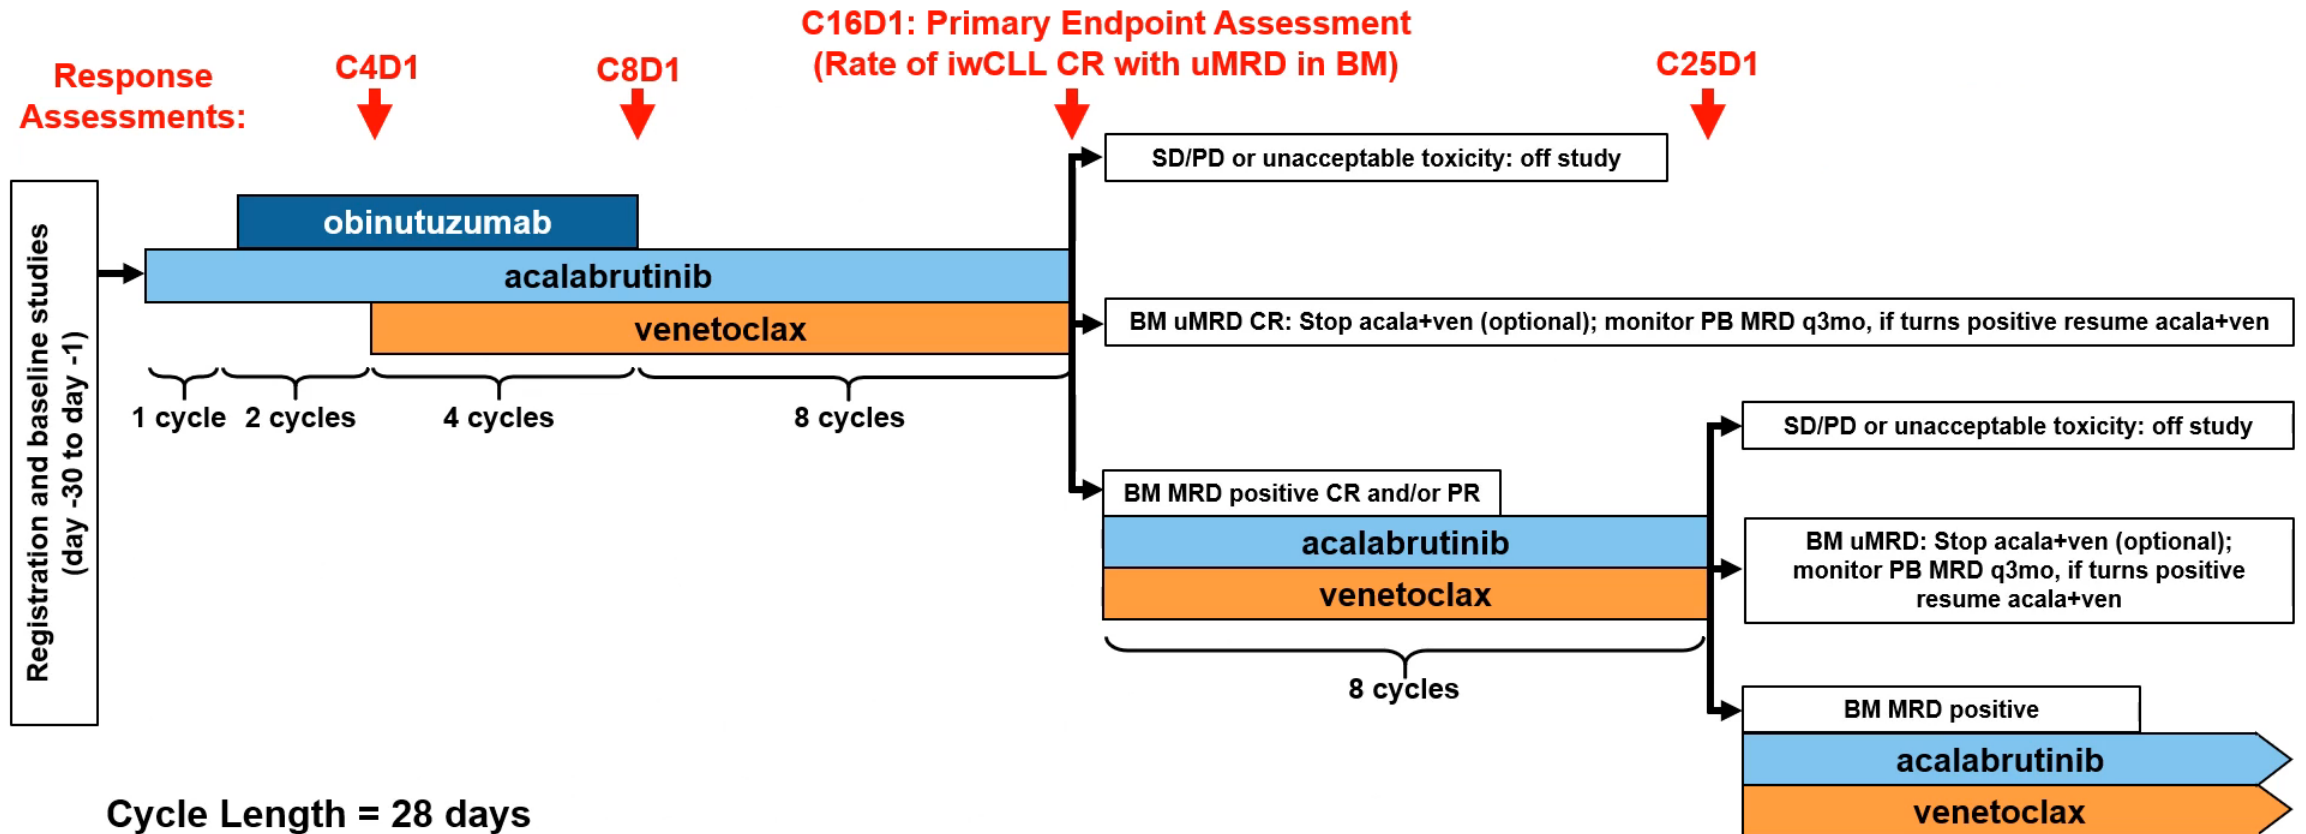 Response
Assessments:
C4D1
C8D1
C16D1: Primary Endpoint Assessment
(Rate of iwCLL CR with uMRD in BM)
C25D1
Registration and baseline studies
(day -30 to day -1)
obinutuzumab
acalabrutinib
venetoclax
1 cycle
2 cycles
4 cycles
8 cycles
SD/PD or unacceptable toxicity: off study
BM uMRD CR: Stop acala+ven (optional); monitor PB MRD q3mo, if turns positive resume acala+ven
BM MRD positive CR and/or PR
acalabrutinib
venetoclax
8 cycles
SD/PD or unacceptable toxicity: off study
BM uMRD: Stop acala+ven (optional);
monitor PB MRD q3mo, if turns positive
resume acala+ven
BM MRD positive
acalabrutinib
venetoclax
Cycle Length = 28 days